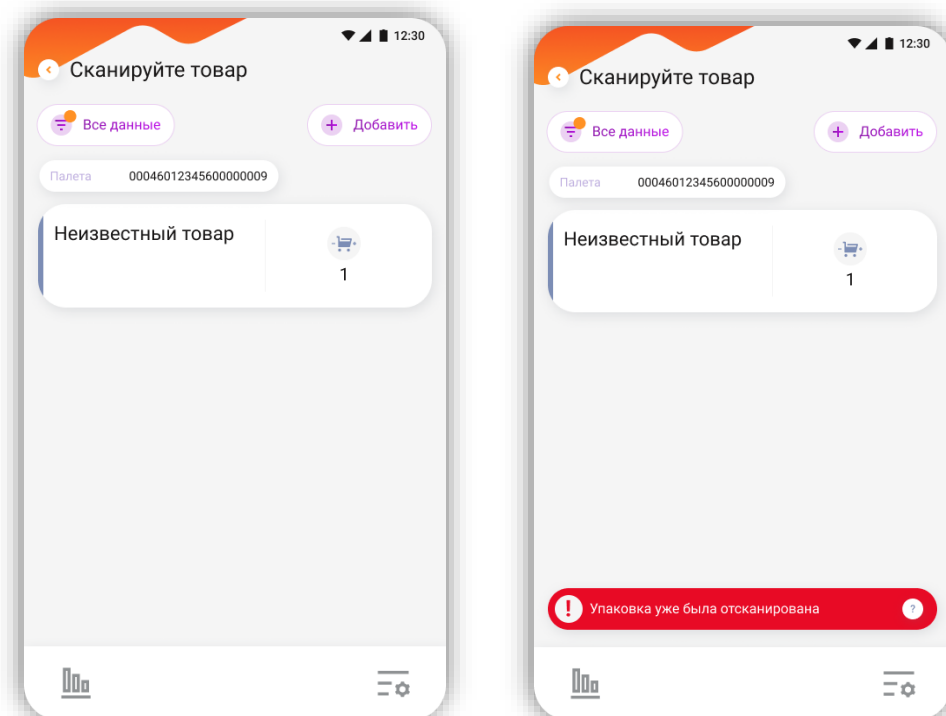 12:30
Сканируйте товар
Все данные
Добавить
Палета 00046012345600000009
Неизвестный товар
1
12:30
Сканируйте товар
Все данные
Добавить
Палета 00046012345600000009
Неизвестный товар
1
! Упаковка уже была отсканирована ?